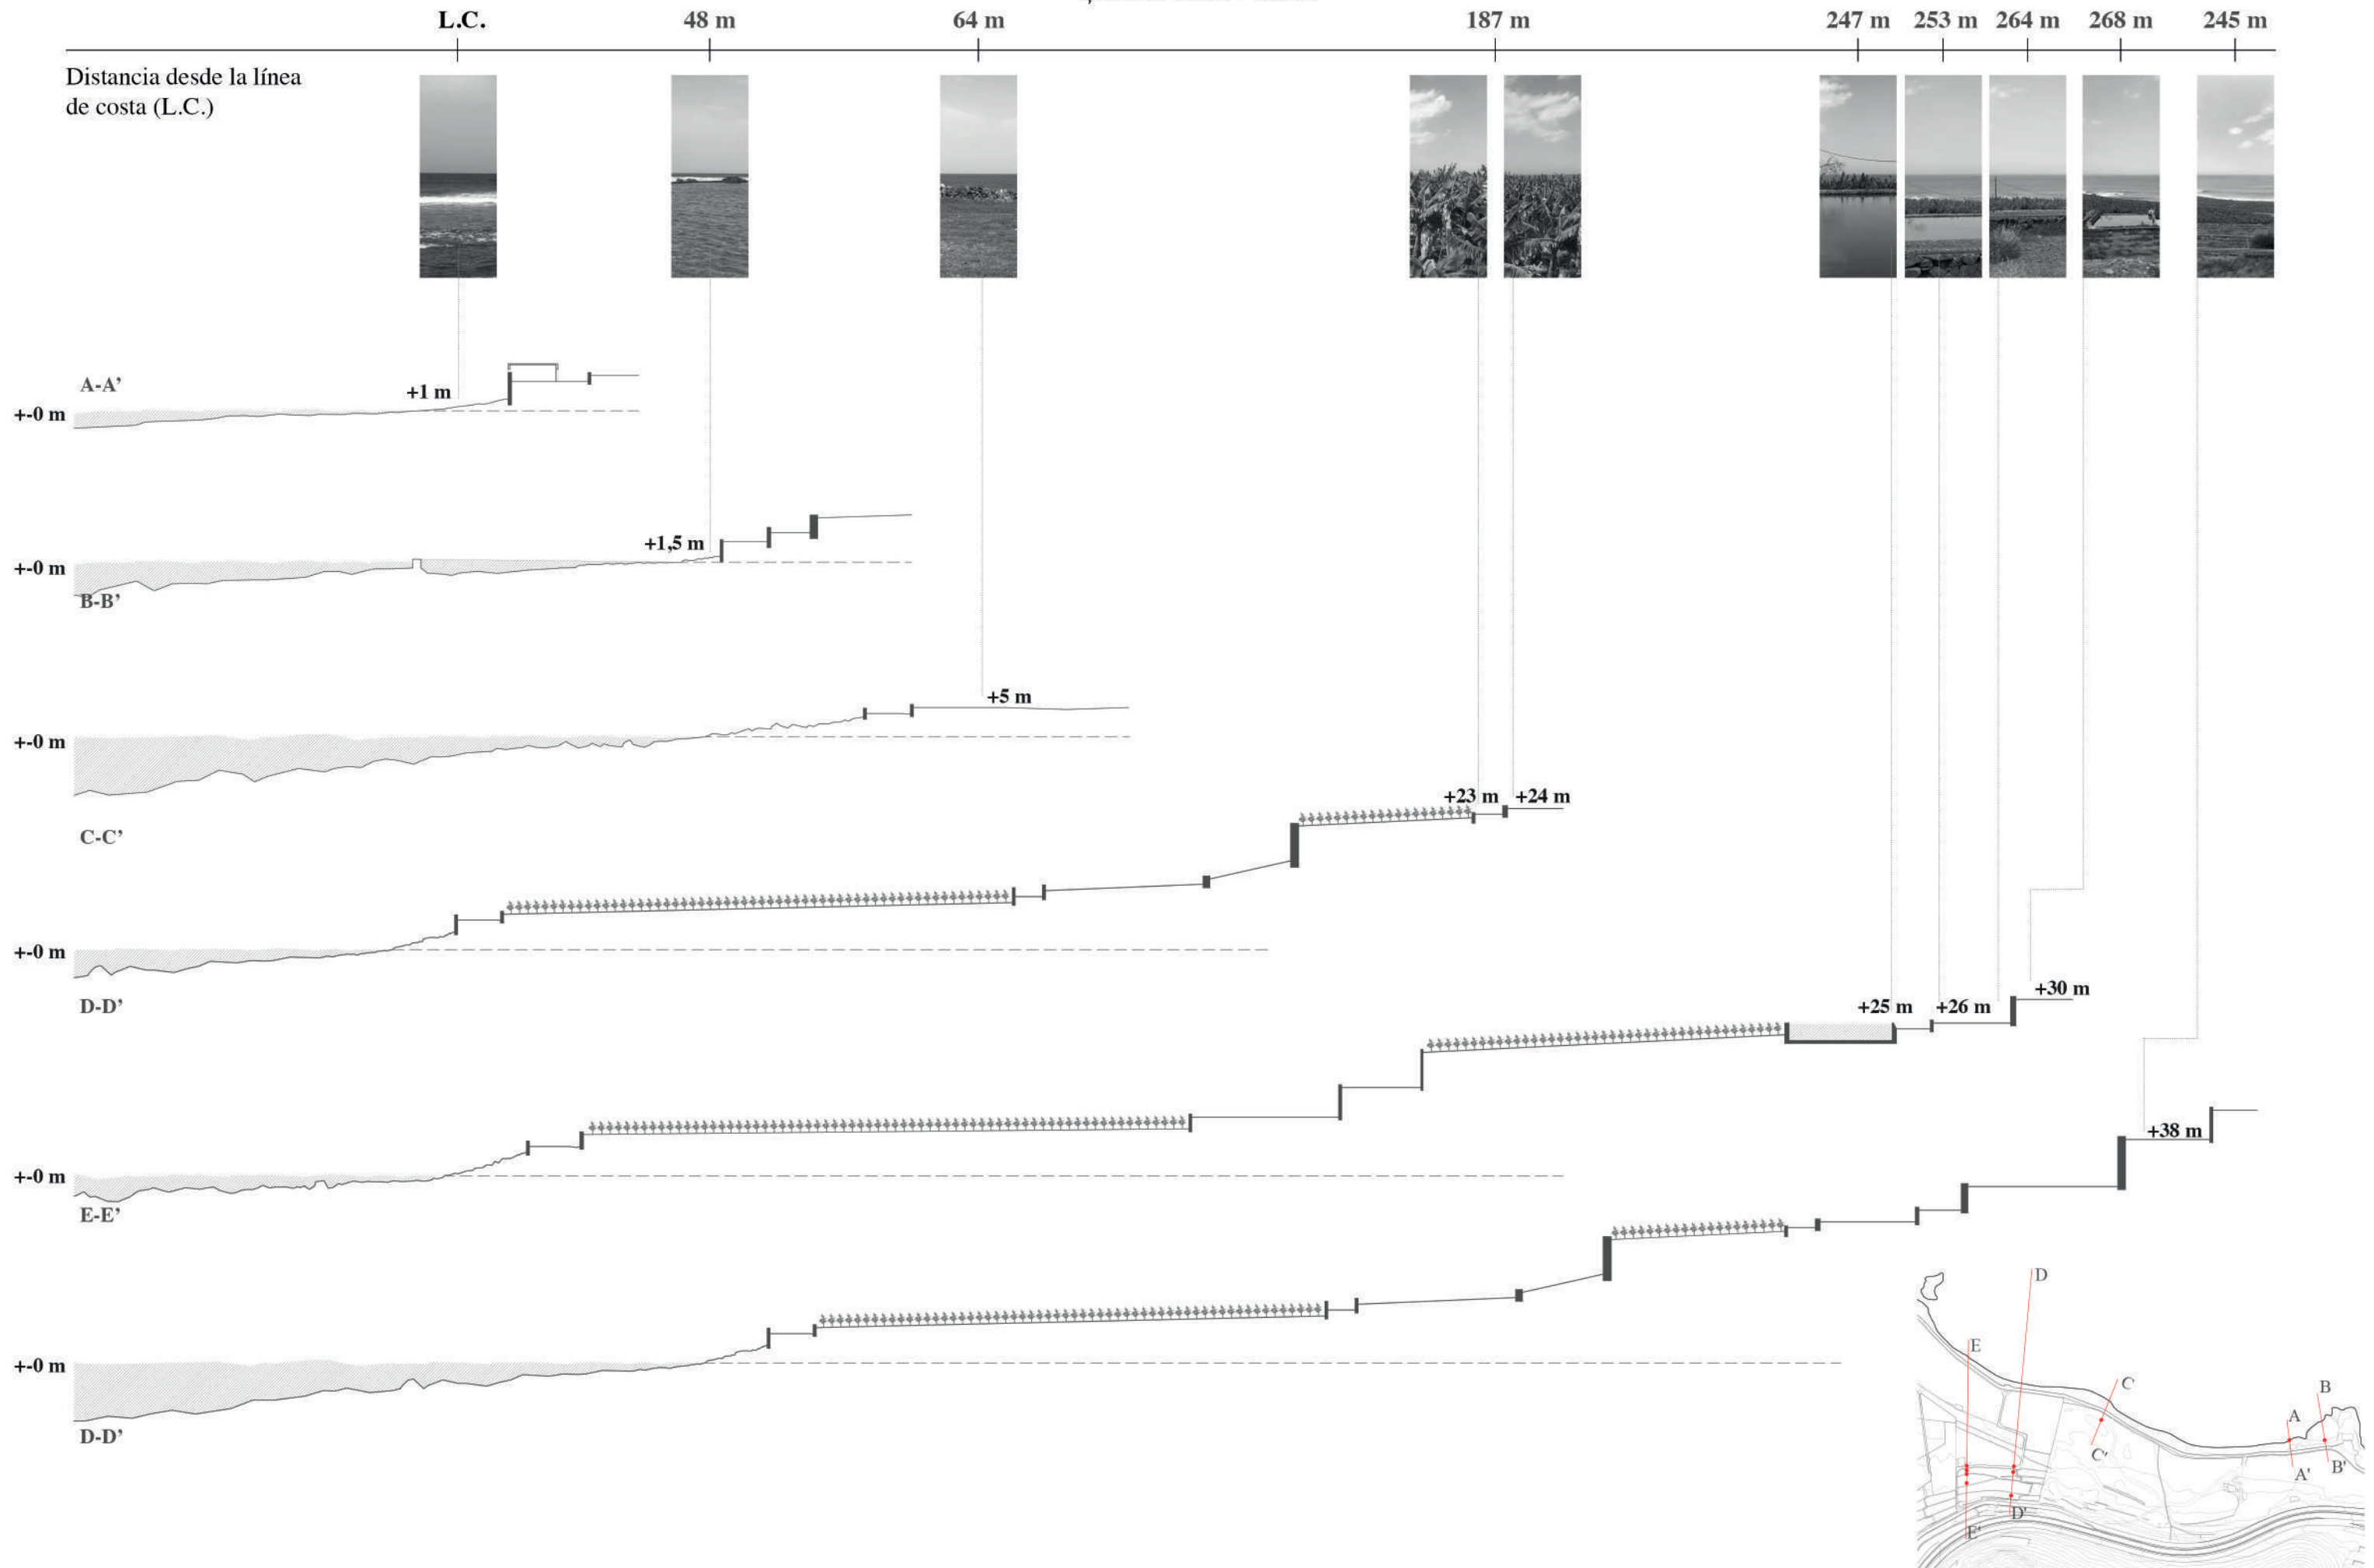 L.C. 48 m 64 m 187 m 247 m 253 m 264 m 268 m 245 m
Distancia desde la línea
de costa (L.C.)
A-A’
+1 m
+-0 m
+1,5 m
+-0 m
B-B’
+5 m
+-0 m
+23 m +24 m
C-C’
+-0 m
+30 m
D-D’
+25 m +26 m
+38 m
+-0 m
E-E’
+-0 m
D-D’
D
E
C
B
A
C'
A'
B'
D'
E'